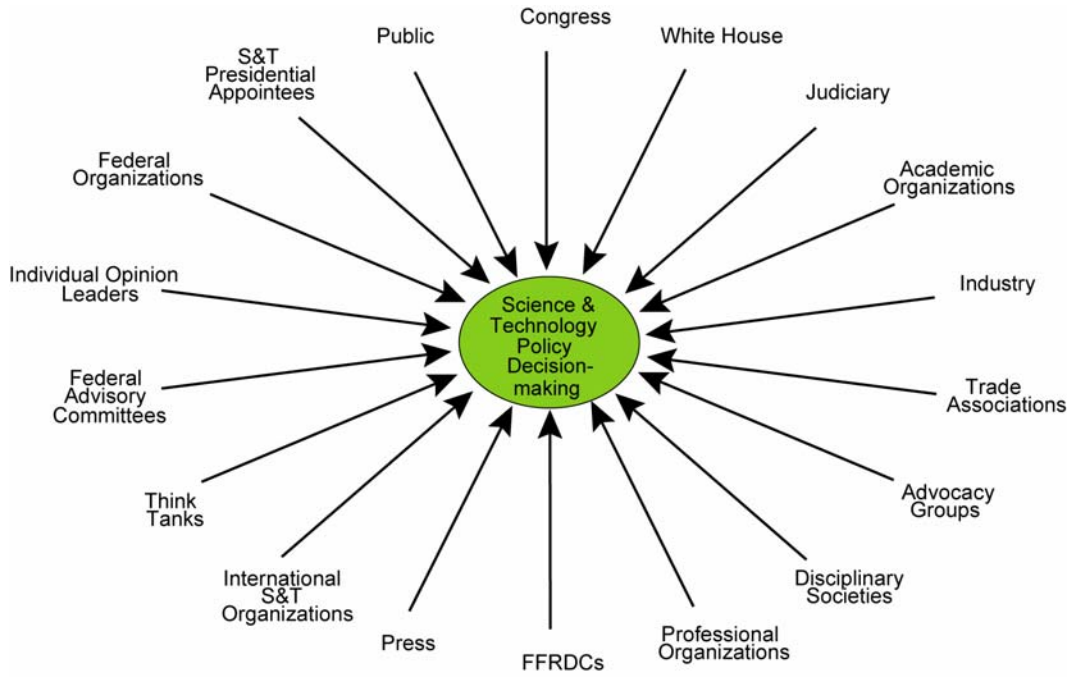 Congress
White House
Public
S&T
Presidential
Appointees
Judiciary
Federal
Organizations
Academic
Organizations
Individual Opinion
Leaders
Industry
Science &
Technology
Policy
Decision-
making
Federal
Advisory
Committees
Trade
Associations
Think
Tanks
Advocacy
Groups
International
S&T
Organizations
Disciplinary
Societies
Press
FFRDCs
Professional
Organizations